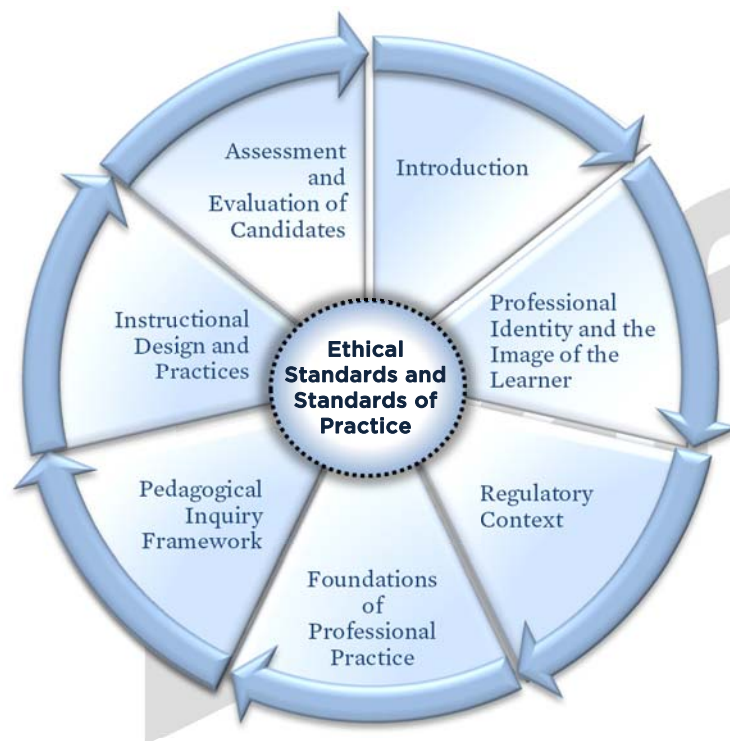 Introduction
Professional
Identity and the
Image of the
Learner
Regulatory
Context
Foundations
of
Professional
Practice
Pedagogical
Inquiry
Framework
Instructional
Design and
Practices
Assessment
and
Evaluation of
Candidates
Ethical
Standards and
Standards of
Practice